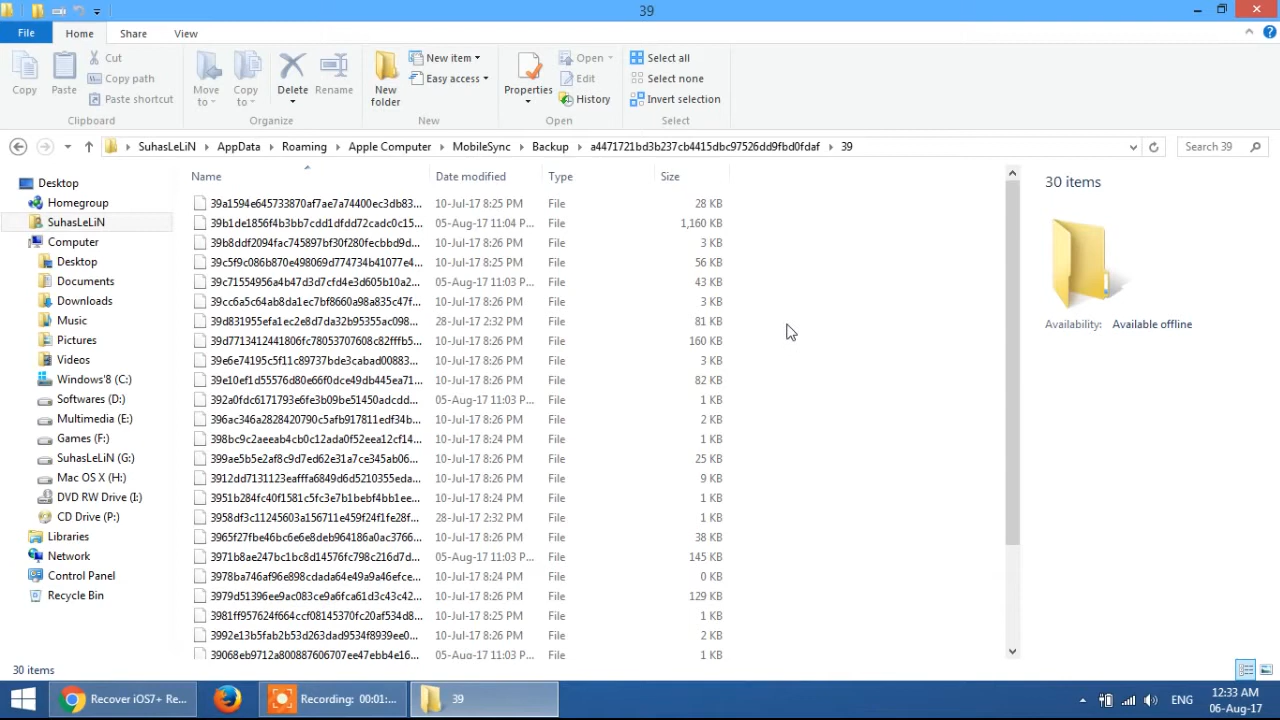 39
File
Home
Share
View
Copy
Paste
Cut
Copy path
Paste shortcut
Clipboard
Move to
Copy to
Delete
Rename
Organize
New folder
New item
Easy access
New
Properties
Open
Edit
History
Open
Select all
Select none
Invert selection
Select
SuhasLeLiN
AppData
Roaming
Apple Computer
MobileSync
Backup
a4471721bd3b237cb4415dbc97526dd9fbd0fdaf
39
Search 39
Desktop
Homegroup
SuhasLeLiN
Computer
Desktop
Documents
Downloads
Music
Pictures
Videos
Windows'8 (C:)
Softwares (D:)
Multimedia (E:)
Games (F:)
SuhasLeLiN (G:)
Mac OS X (H:)
DVD RW Drive (I:)
CD Drive (P:)
Libraries
Network
Control Panel
Recycle Bin
Name Date modified Type Size
39a1594e645733870af7ae7a74400ec3db83... 10-Jul-17 8:25 PM File 28 KB
39b1de1856f4b3bb7cdd1dfdd72cadc0c15... 05-Aug-17 11:04 P... File 1,160 KB
39b8ddf2094fac745897bf30f280fecbbd9d... 10-Jul-17 8:26 PM File 3 KB
39c5f9c086b870e498069d774734b41077e4... 10-Jul-17 8:25 PM File 56 KB
39c71554956a4b47d3d7cfd4e3d605b10a2... 05-Aug-17 11:03 P... File 43 KB
39cc6a5c64ab8da1ec7bf8660a98a835c47f... 10-Jul-17 8:26 PM File 3 KB
39d831955efa1ec2e8d7da32b95355ac098... 28-Jul-17 2:32 PM File 81 KB
39d7713412441806fc78053707608c82fffb5... 10-Jul-17 8:26 PM File 160 KB
39e6e74195c5f11c89737bde3cabad00883... 10-Jul-17 8:26 PM File 3 KB
39e10ef1d55576d80e66f0dce49db445ea71... 10-Jul-17 8:26 PM File 82 KB
392a0fdc6171793e6fe3b09be51450adcdd... 05-Aug-17 11:03 P... File 1 KB
396ac346a2828420790c5afb917811edf34b... 10-Jul-17 8:26 PM File 2 KB
398bc9c2aeeab4cb0c12ada0f52eea12cf14... 10-Jul-17 8:24 PM File 1 KB
399ae5b5e2af8c9d7ed62e31a7ce345ab06... 10-Jul-17 8:26 PM File 25 KB
3912dd7131123eafffa6849d6d5210355eda... 10-Jul-17 8:26 PM File 9 KB
3951b284fc40f1581c5fc3e7b1bebf4bb1ee... 10-Jul-17 8:24 PM File 1 KB
3958df3c11245603a156711e459f24f1fe28f... 28-Jul-17 2:32 PM File 1 KB
3965f27fbe46bc6e6e8deb964186a0ac3766... 10-Jul-17 8:26 PM File 38 KB
3971b8ae247bc1bc8d14576fc798c216d7d... 05-Aug-17 11:03 P... File 145 KB
3978ba746af96e898cdada64e49a9a46efce... 10-Jul-17 8:24 PM File 0 KB
3979d51396ee9ac083ce9a6fca61d3c43c42... 10-Jul-17 8:26 PM File 129 KB
3981ff957624f664ccf08145370fc20af534d8... 10-Jul-17 8:25 PM File 1 KB
3992e13b5fab2b53d263dad9534f8939ee0... 10-Jul-17 8:26 PM File 2 KB
39068eb9712a800887606707ee47ebb4e16... 05-Aug-17 11:03 P... File 1 KB
30 items
Availability: Available offline
30 items
Recover iOS7+ Re...
Recording: 00:01:...
39
ENG
12:33 AM
06-Aug-17